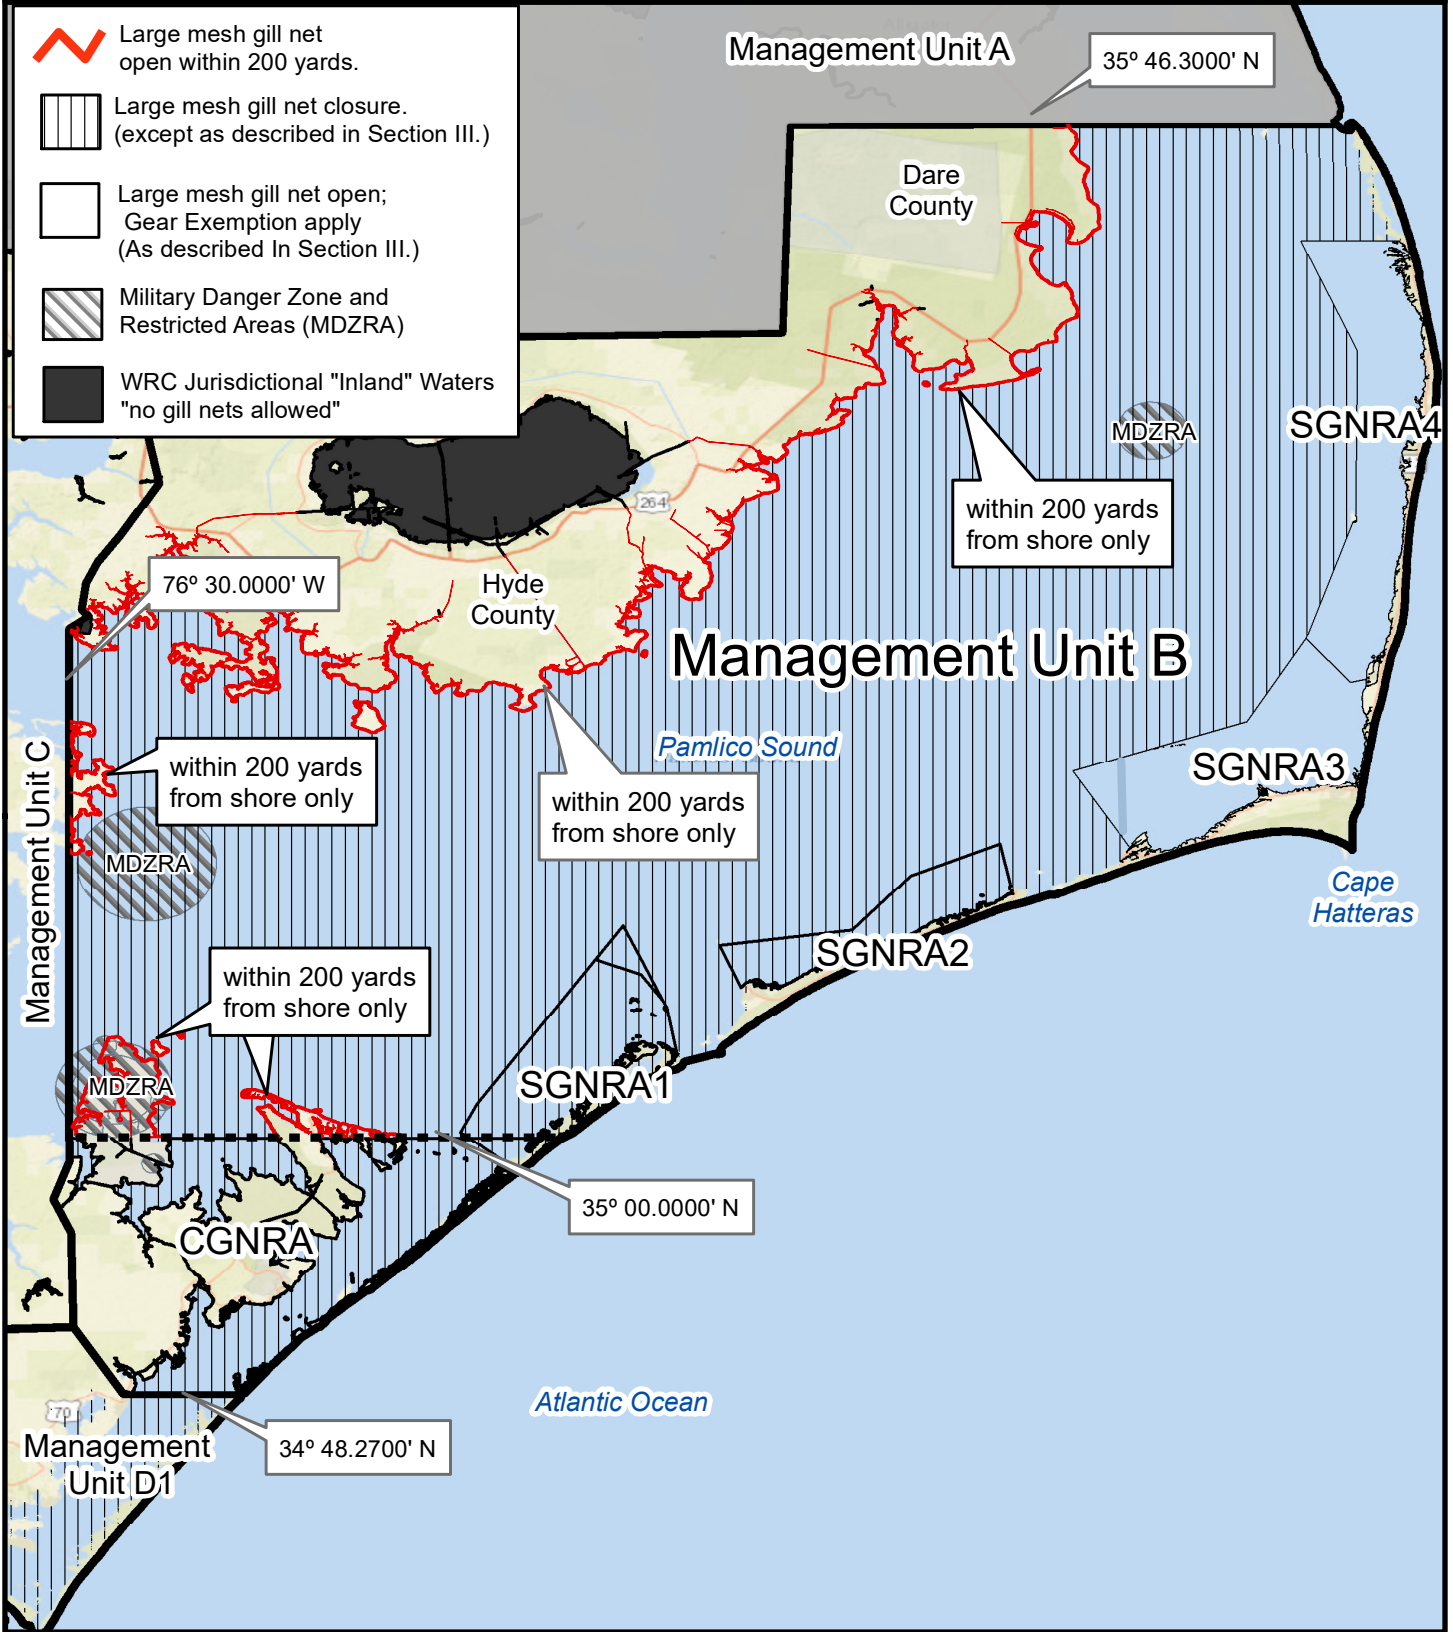 Large mesh gill net
open within 200 yards.
Large mesh gill net closure.
(except as described in Section III.)
Large mesh gill net open;
Gear Exemption apply
(As described In Section III.)
Military Danger Zone and
Restricted Areas (MDZRA)
WRC Jurisdictional "Inland" Waters
"no gill nets allowed"
Management Unit A
35º 46.3000' N
Dare
County
MDZRA
SGNRA4
within 200 yards
from shore only
264
76º 30.0000' W
Hyde
County
Management Unit B
Pamlico Sound
SGNRA3
Management Unit C
within 200 yards
from shore only
within 200 yards
from shore only
MDZRA
Cape
Hatteras
SGNRA2
within 200 yards
from shore only
MDZRA
SGNRA1
35º 00.0000' N
CGNRA
Atlantic Ocean
70
Management
Unit D1
34º 48.2700' N